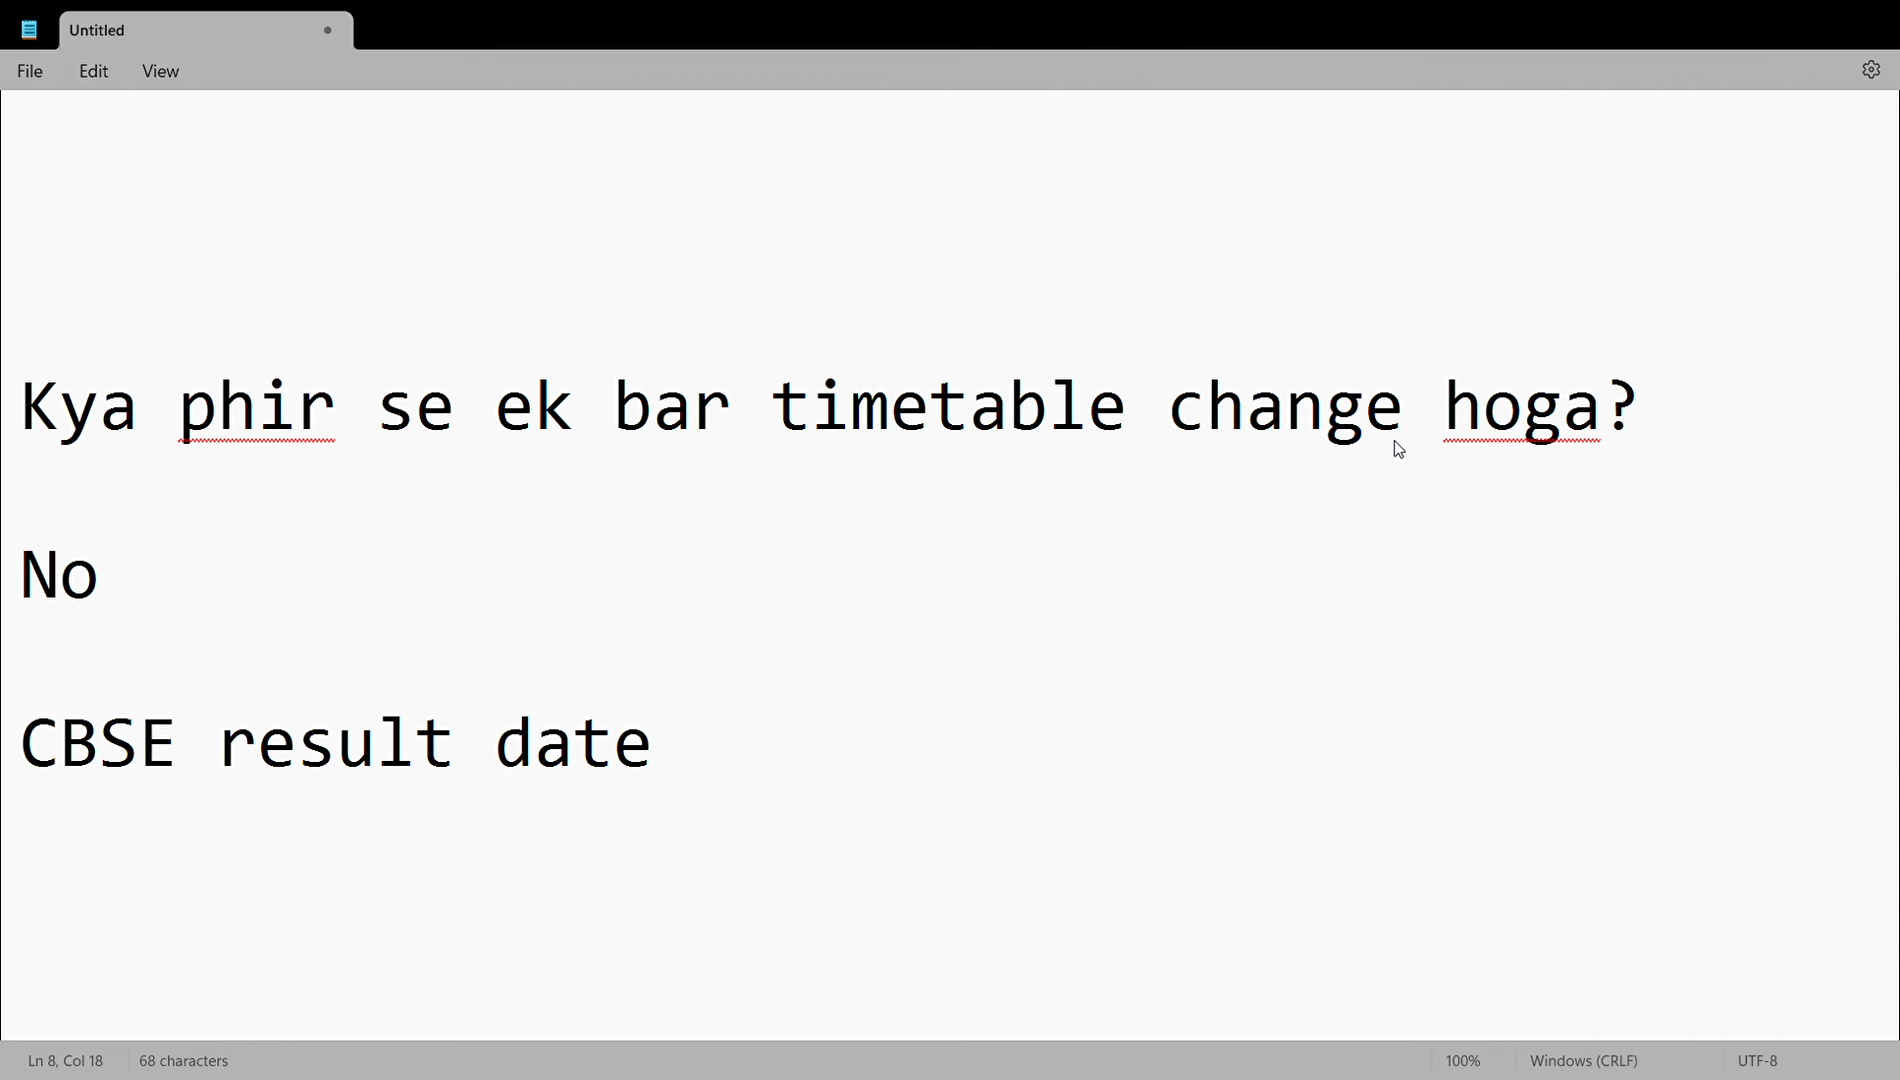 Untitled
File Edit View
Kya phir se ek bar timetable change hoga?
No
CBSE result date
Ln 8, Col 18 68 characters 100% Windows (CRLF) UTF-8